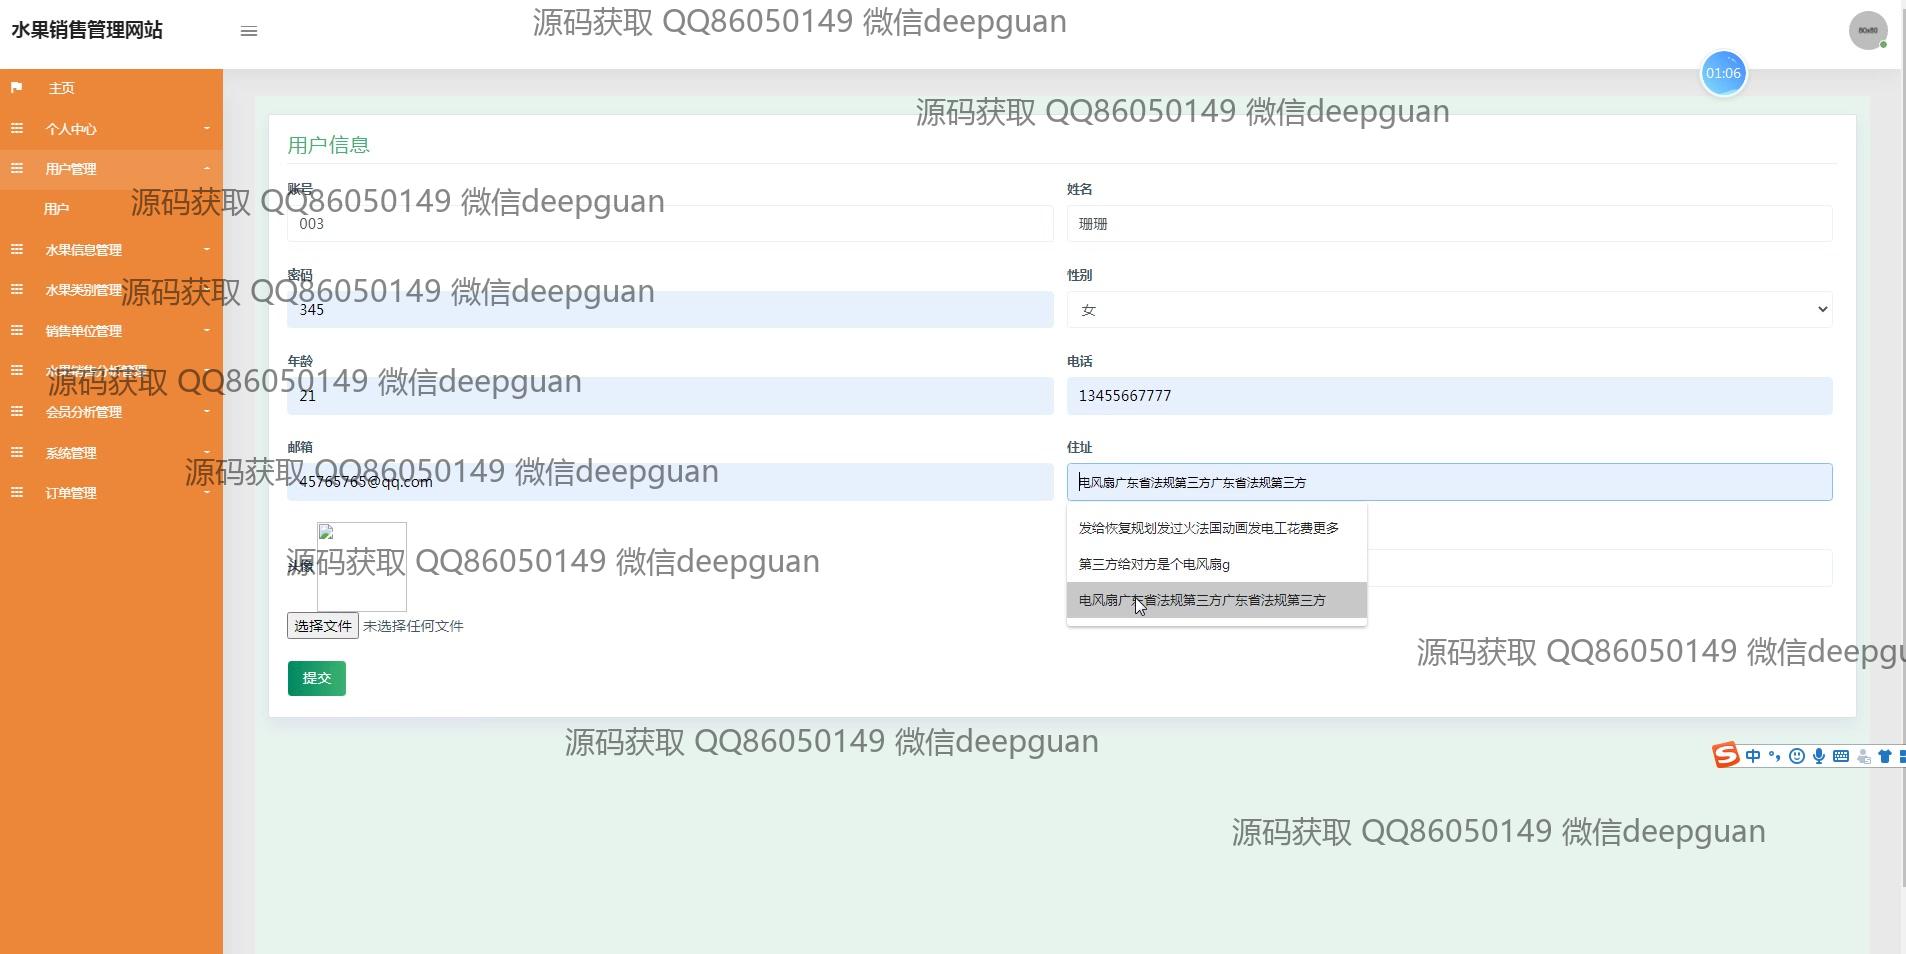 水果销售管理网站
源码获取 QQ86050149 微信deepguan
80x80
01:06
主页
个人中心
用户管理
用户
水果信息管理
水果类别管理
销售单位管理
水果销售分析管理
会员分析管理
系统管理
订单管理
源码获取 QQ86050149 微信deepguan
用户信息
账号
姓名
源码获取 QQ86050149 微信deepguan
003
珊珊
密码
性别
源码获取 QQ86050149 微信deepguan
345
女
年龄
电话
源码获取 QQ86050149 微信deepguan
21
13455667777
邮箱
住址
源码获取 QQ86050149 微信deepguan
45765765@qq.com
电风扇广东省法规第三方广东省法规第三方
发给恢复规划发过火法国动画发电工花费更多
第三方给对方是个电风扇g
电风扇广东省法规第三方广东省法规第三方
头像
源码获取 QQ86050149 微信deepguan
选择文件 未选择任何文件
源码获取 QQ86050149 微信deepgu
提交
源码获取 QQ86050149 微信deepguan
中
源码获取 QQ86050149 微信deepguan